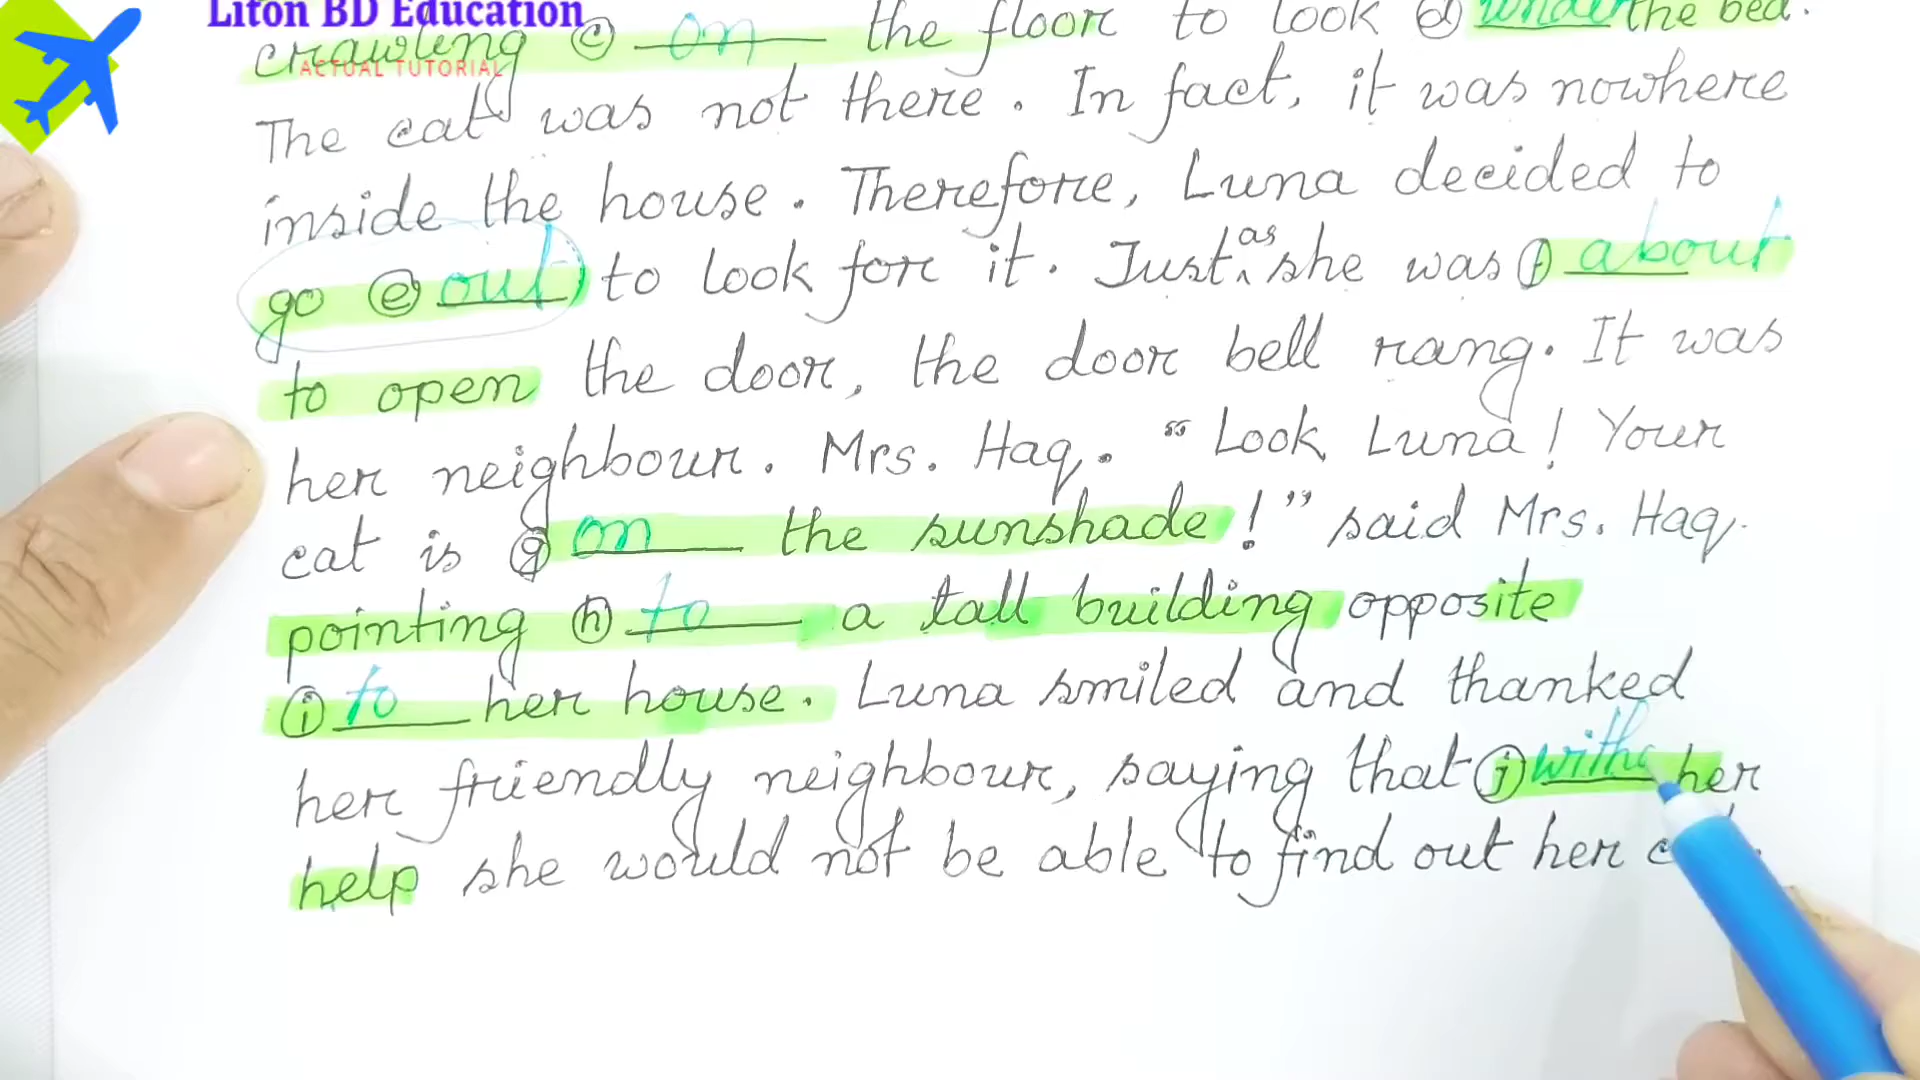 Liton BD Education
ACTUAL TUTORIAL
crawling (c) on the floor to look (d) under the bed.
The cat was not there. In fact, it was nowhere
inside the house. Therefore, Luna decided to
go (e) out to look for it. Just as she was (f) about
to open the door, the door bell rang. It was
her neighbour. Mrs. Haq. "Look Luna! Your
cat is (g) on the sunshade!" said Mrs. Haq.
pointing (h) to a tall building opposite
(i) to her house. Luna smiled and thanked
her friendly neighbour, saying that (j) witho her
help she would not be able to find out her